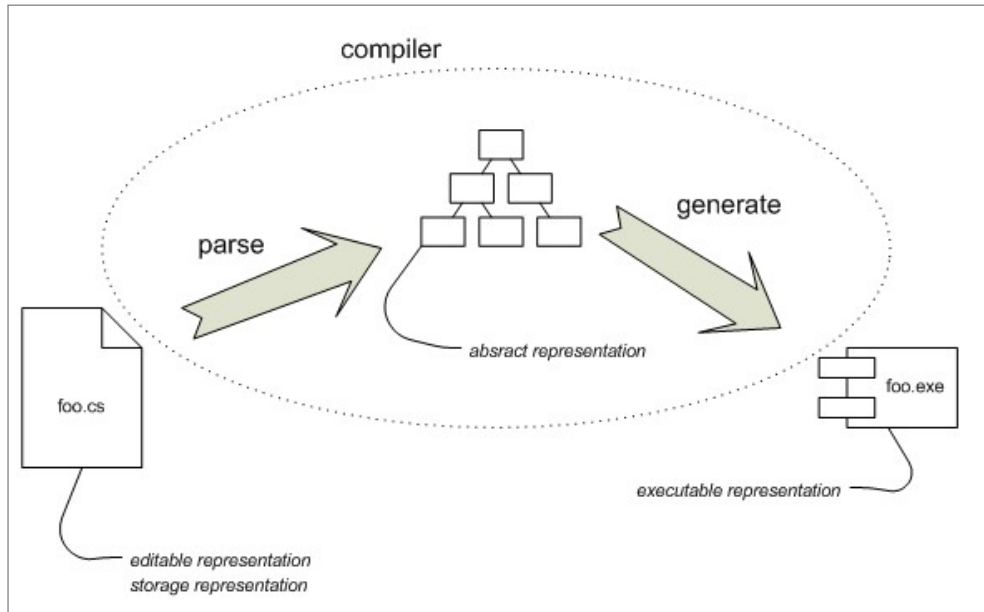 compiler
generate
parse
absract representation
foo.cs
foo.exe
executable representation
editable representation
storage representation